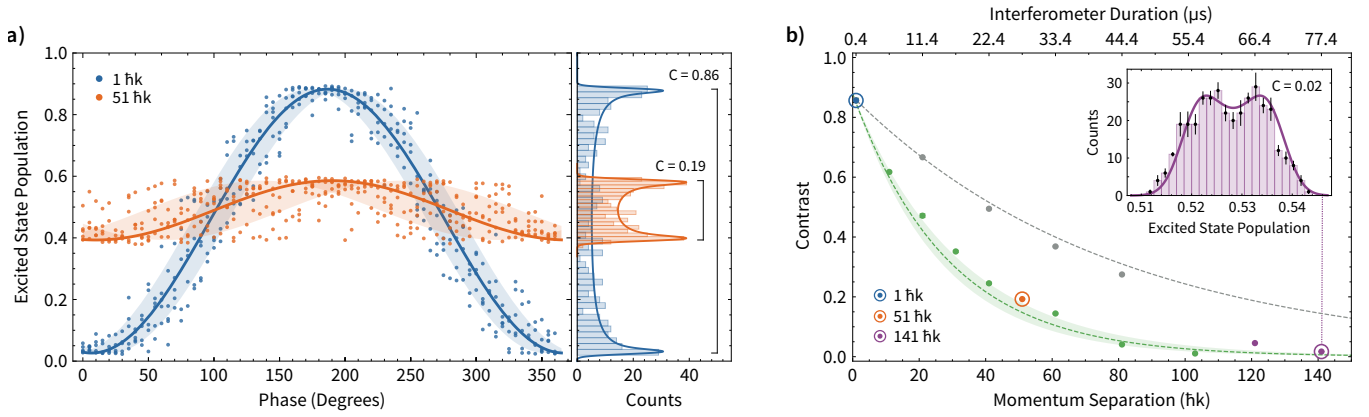 a)
1.0
0.8
0.6
0.4
0.2
0.0
Excited State Population
1 ħk
51 ħk
0 50 100 150 200 250 300 350
Phase (Degrees)
C = 0.86
C = 0.19
0 20 40
Counts
b)
Interferometer Duration (μs)
0.4 11.4 22.4 33.4 44.4 55.4 66.4 77.4
1.0
0.8
0.6
0.4
0.2
0.0
Contrast
1 ħk
51 ħk
141 ħk
0 20 40 60 80 100 120 140
Momentum Separation (ħk)
C = 0.02
30
20
10
0
Counts
0.51 0.52 0.53 0.54
Excited State Population